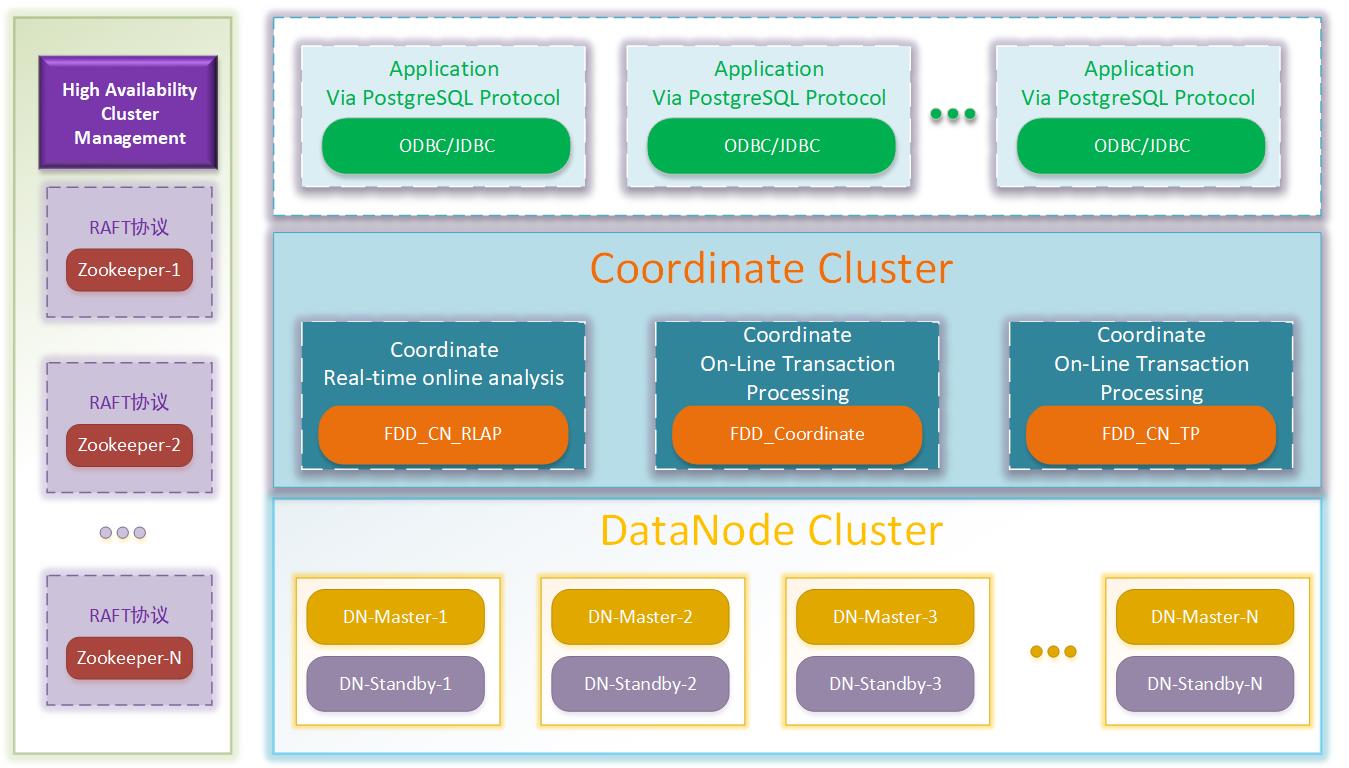 High Availability
Cluster
Management
RAFT协议
Zookeeper-1
RAFT协议
Zookeeper-2
RAFT协议
Zookeeper-N
Application
Via PostgreSQL Protocol
ODBC/JDBC
Application
Via PostgreSQL Protocol
ODBC/JDBC
Application
Via PostgreSQL Protocol
ODBC/JDBC
Coordinate Cluster
Coordinate
Real-time online analysis
FDD_CN_RLAP
Coordinate
On-Line Transaction
Processing
FDD_Coordinate
Coordinate
On-Line Transaction
Processing
FDD_CN_TP
DataNode Cluster
DN-Master-1
DN-Standby-1
DN-Master-2
DN-Standby-2
DN-Master-3
DN-Standby-3
DN-Master-N
DN-Standby-N